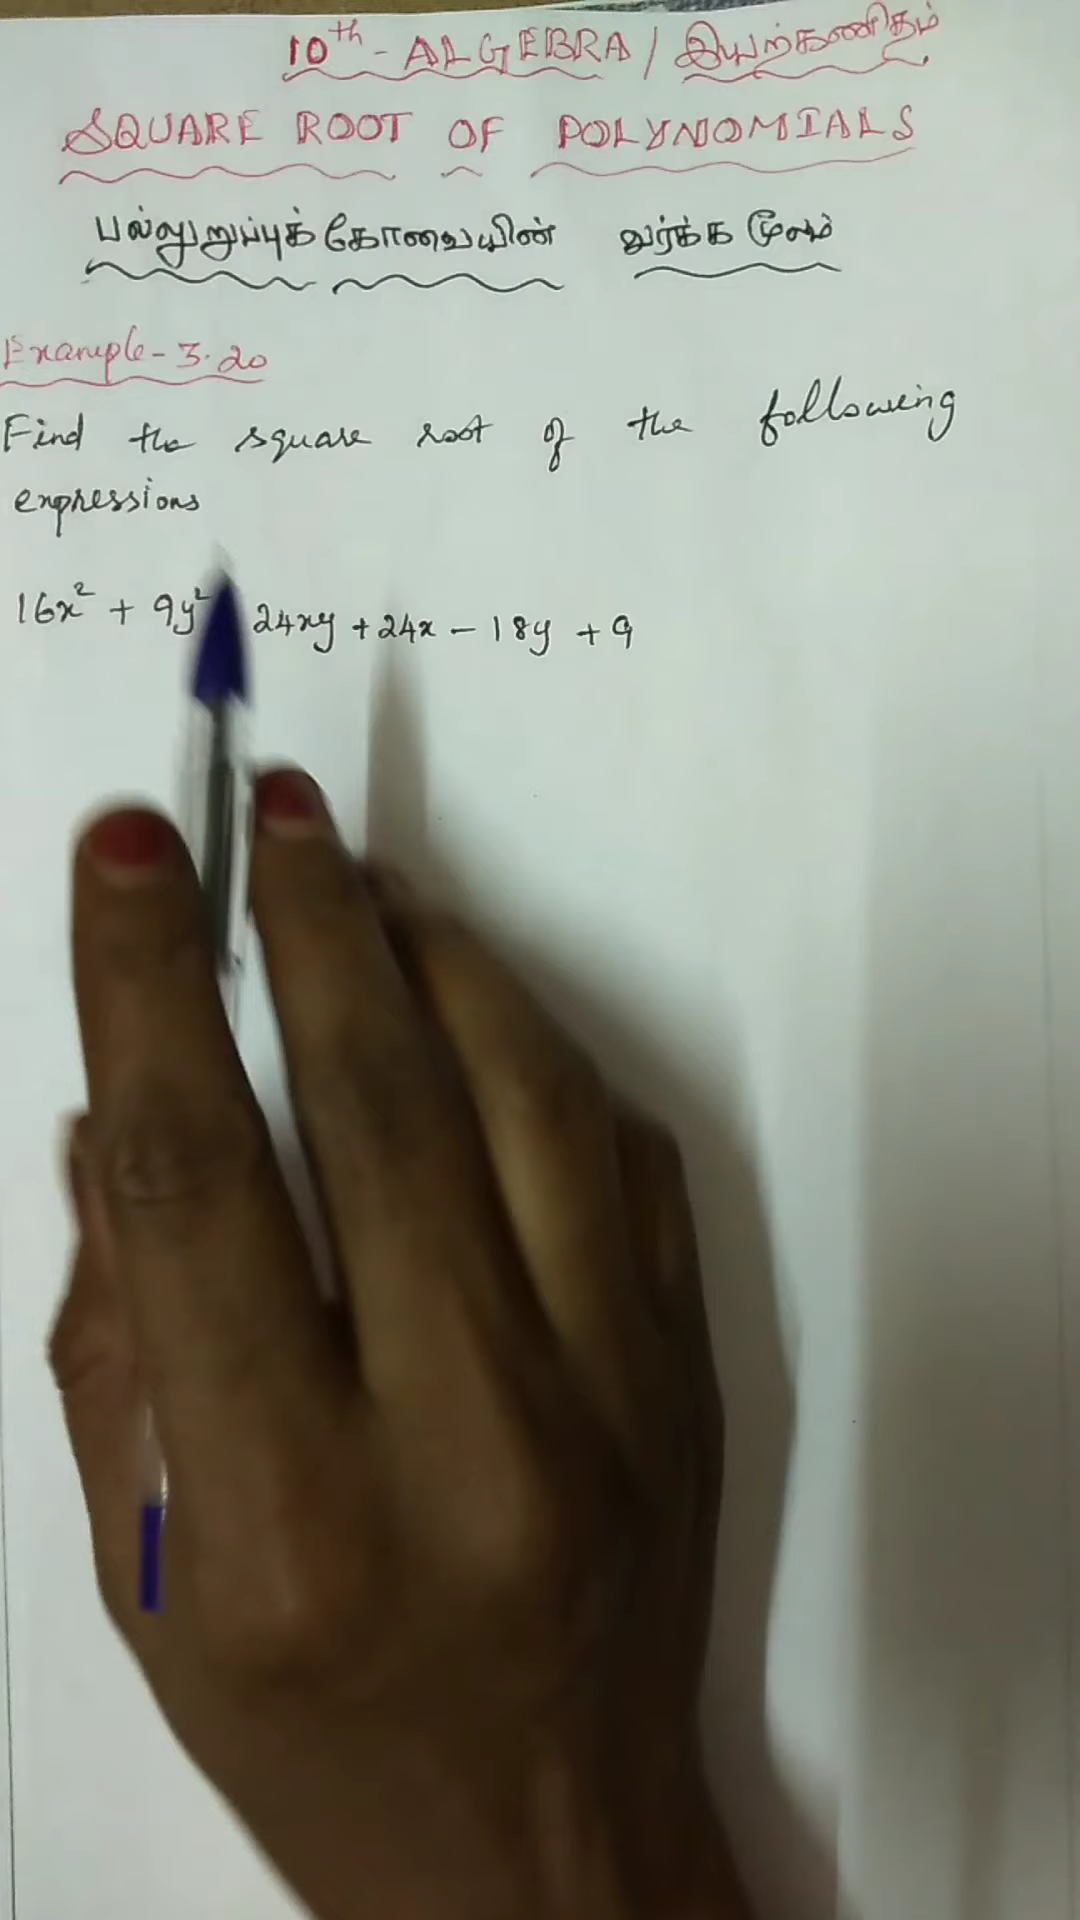 10th - ALGEBRA / இயற்கணிதம்
SQUARE ROOT OF POLYNOMIALS
பல்லுறுப்புக்கோவையின் வர்க்க மூலம்
Example - 3.20
Find the square root of the following
expressions
16x² + 9y² 24xy + 24x - 18y + 9